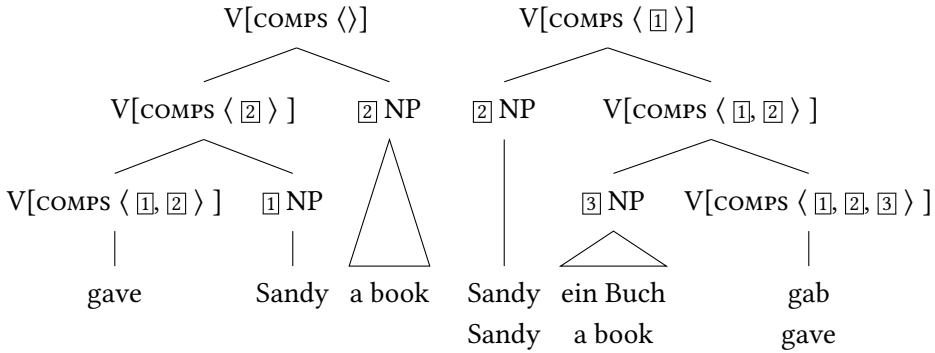 V[COMPS ⟨⟩] V[COMPS ⟨ 1 ⟩]
V[COMPS ⟨ 2 ⟩ ] 2 NP 2 NP V[COMPS ⟨ 1, 2 ⟩ ]
V[COMPS ⟨ 1, 2 ⟩ ] 1 NP 3 NP V[COMPS ⟨ 1, 2, 3 ⟩ ]
gave Sandy a book Sandy ein Buch gab
Sandy a book gave